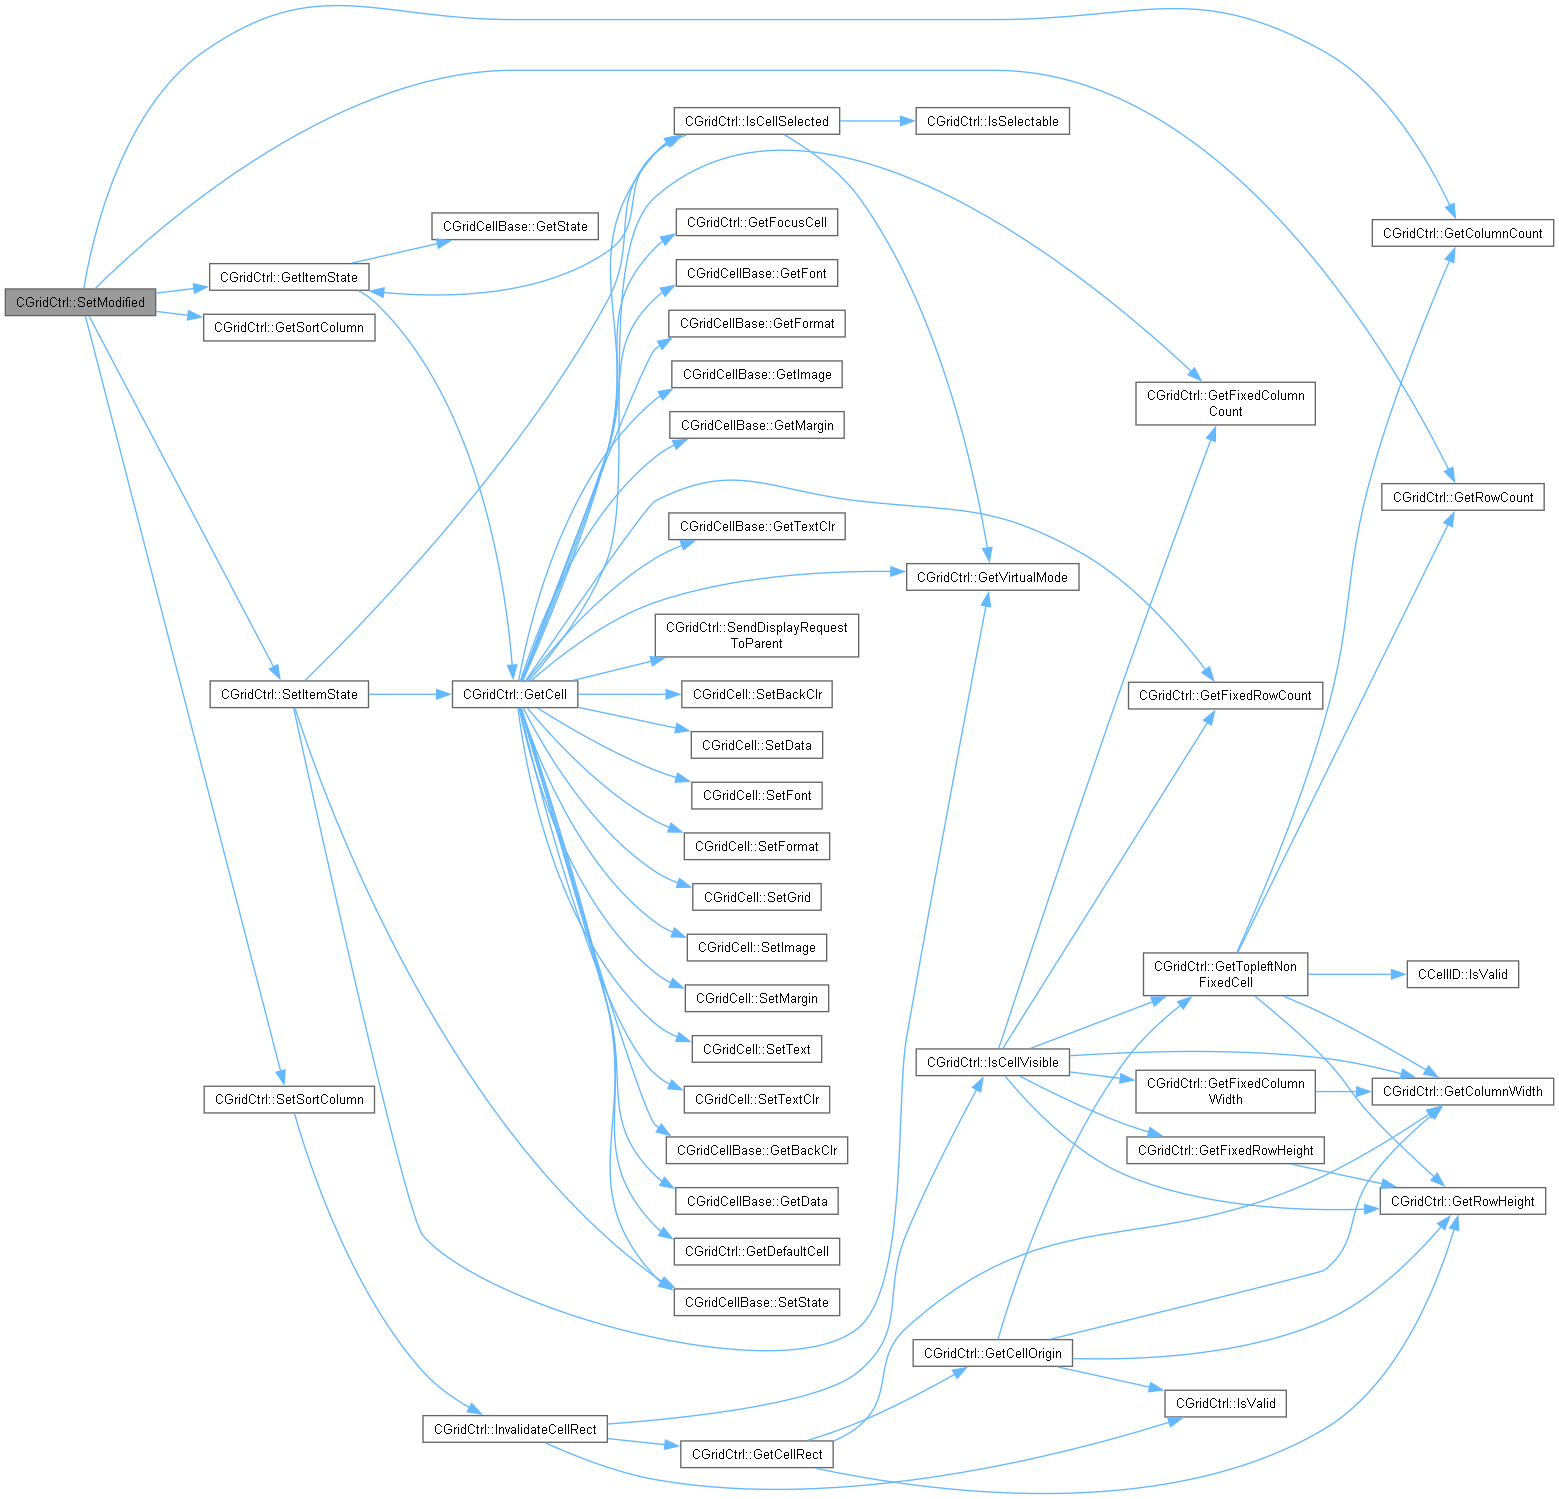 CGridCtrl::SetModified
CGridCtrl::GetItemState
CGridCtrl::GetSortColumn
CGridCtrl::SetItemState
CGridCtrl::SetSortColumn
CGridCellBase::GetState
CGridCtrl::GetCell
CGridCtrl::InvalidateCellRect
CGridCtrl::IsCellSelected
CGridCtrl::GetFocusCell
CGridCellBase::GetFont
CGridCellBase::GetFormat
CGridCellBase::GetImage
CGridCellBase::GetMargin
CGridCellBase::GetTextClr
CGridCtrl::SendDisplayRequest
ToParent
CGridCell::SetBackClr
CGridCell::SetData
CGridCell::SetFont
CGridCell::SetFormat
CGridCell::SetGrid
CGridCell::SetImage
CGridCell::SetMargin
CGridCell::SetText
CGridCell::SetTextClr
CGridCellBase::GetBackClr
CGridCellBase::GetData
CGridCtrl::GetDefaultCell
CGridCellBase::SetState
CGridCtrl::GetCellRect
CGridCtrl::IsSelectable
CGridCtrl::GetVirtualMode
CGridCtrl::IsCellVisible
CGridCtrl::GetCellOrigin
CGridCtrl::GetFixedColumn
Count
CGridCtrl::GetFixedRowCount
CGridCtrl::GetTopleftNon
FixedCell
CGridCtrl::GetFixedColumn
Width
CGridCtrl::GetFixedRowHeight
CGridCtrl::IsValid
CGridCtrl::GetColumnCount
CGridCtrl::GetRowCount
CCellID::IsValid
CGridCtrl::GetColumnWidth
CGridCtrl::GetRowHeight